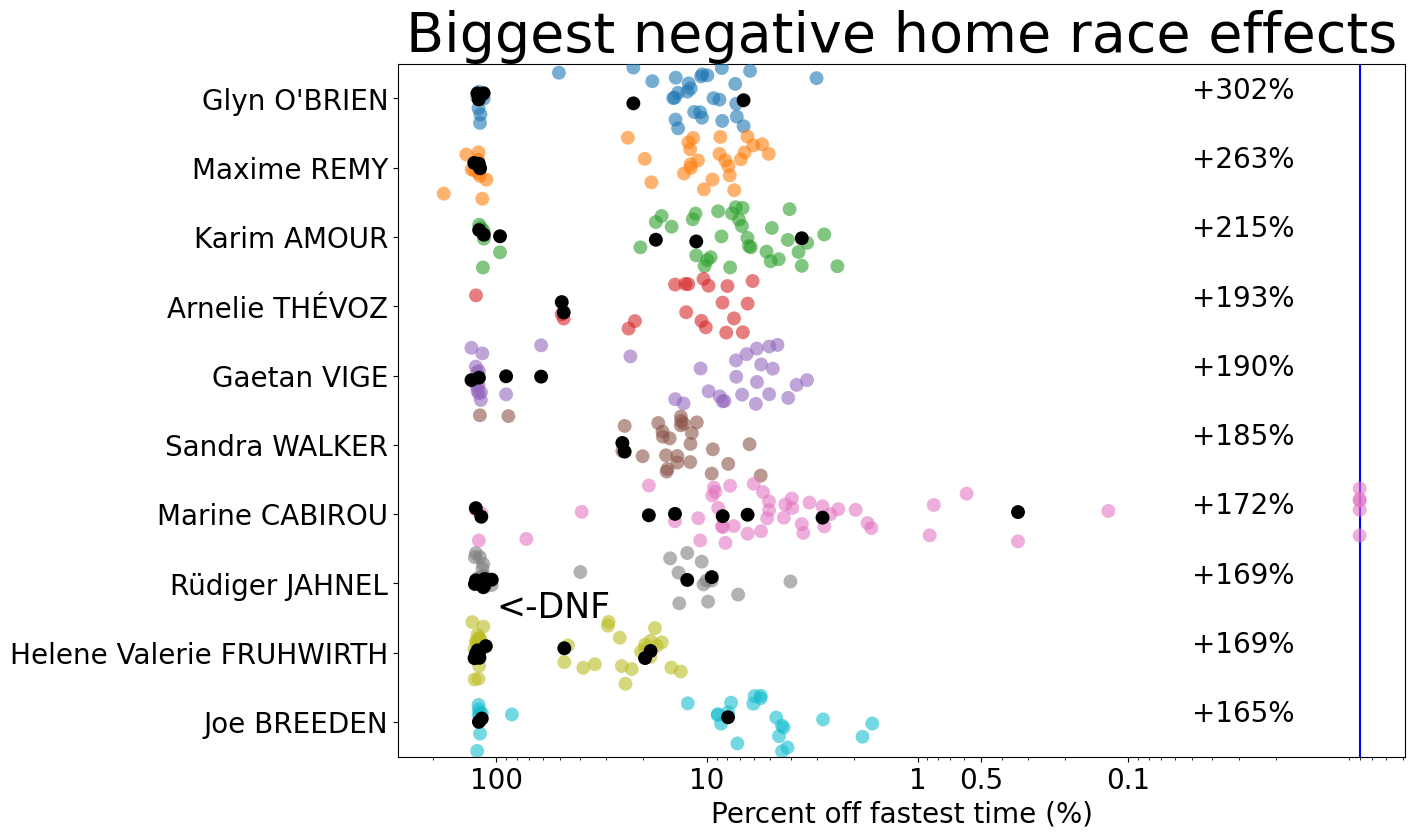 Biggest negative home race effects
Glyn O'BRIEN +302%
Maxime REMY +263%
Karim AMOUR +215%
Arnelie THÉVOZ +193%
Gaetan VIGE +190%
Sandra WALKER +185%
Marine CABIROU +172%
Rüdiger JAHNEL +169%
<-DNF
Helene Valerie FRUHWIRTH +169%
Joe BREEDEN +165%
100 10 1 0.5 0.1
Percent off fastest time (%)